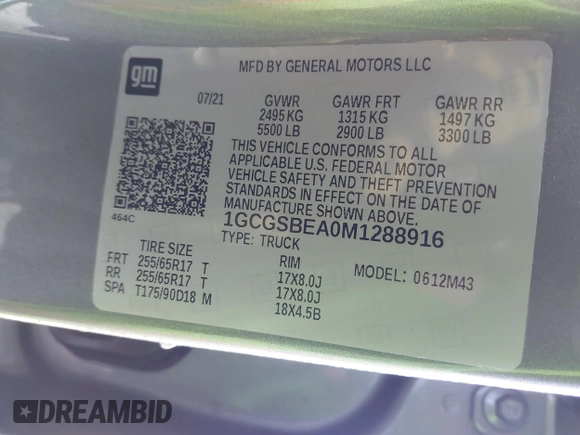 gm
MFD BY GENERAL MOTORS LLC
07/21 GVWR GAWR FRT GAWR RR
2495 KG 1315 KG 1497 KG
5500 LB 2900 LB 3300 LB
THIS VEHICLE CONFORMS TO ALL
APPLICABLE U.S. FEDERAL MOTOR
VEHICLE SAFETY AND THEFT PREVENTION
STANDARDS IN EFFECT ON THE DATE OF
MANUFACTURE SHOWN ABOVE.
464C
1GCGSBEA0M1288916
TYPE: TRUCK
TIRE SIZE RIM MODEL: 0612M43
FRT 255/65R17 T 17X8.0J
RR 255/65R17 T 17X8.0J
SPA T175/90D18 M 18X4.5B
DREAMBID